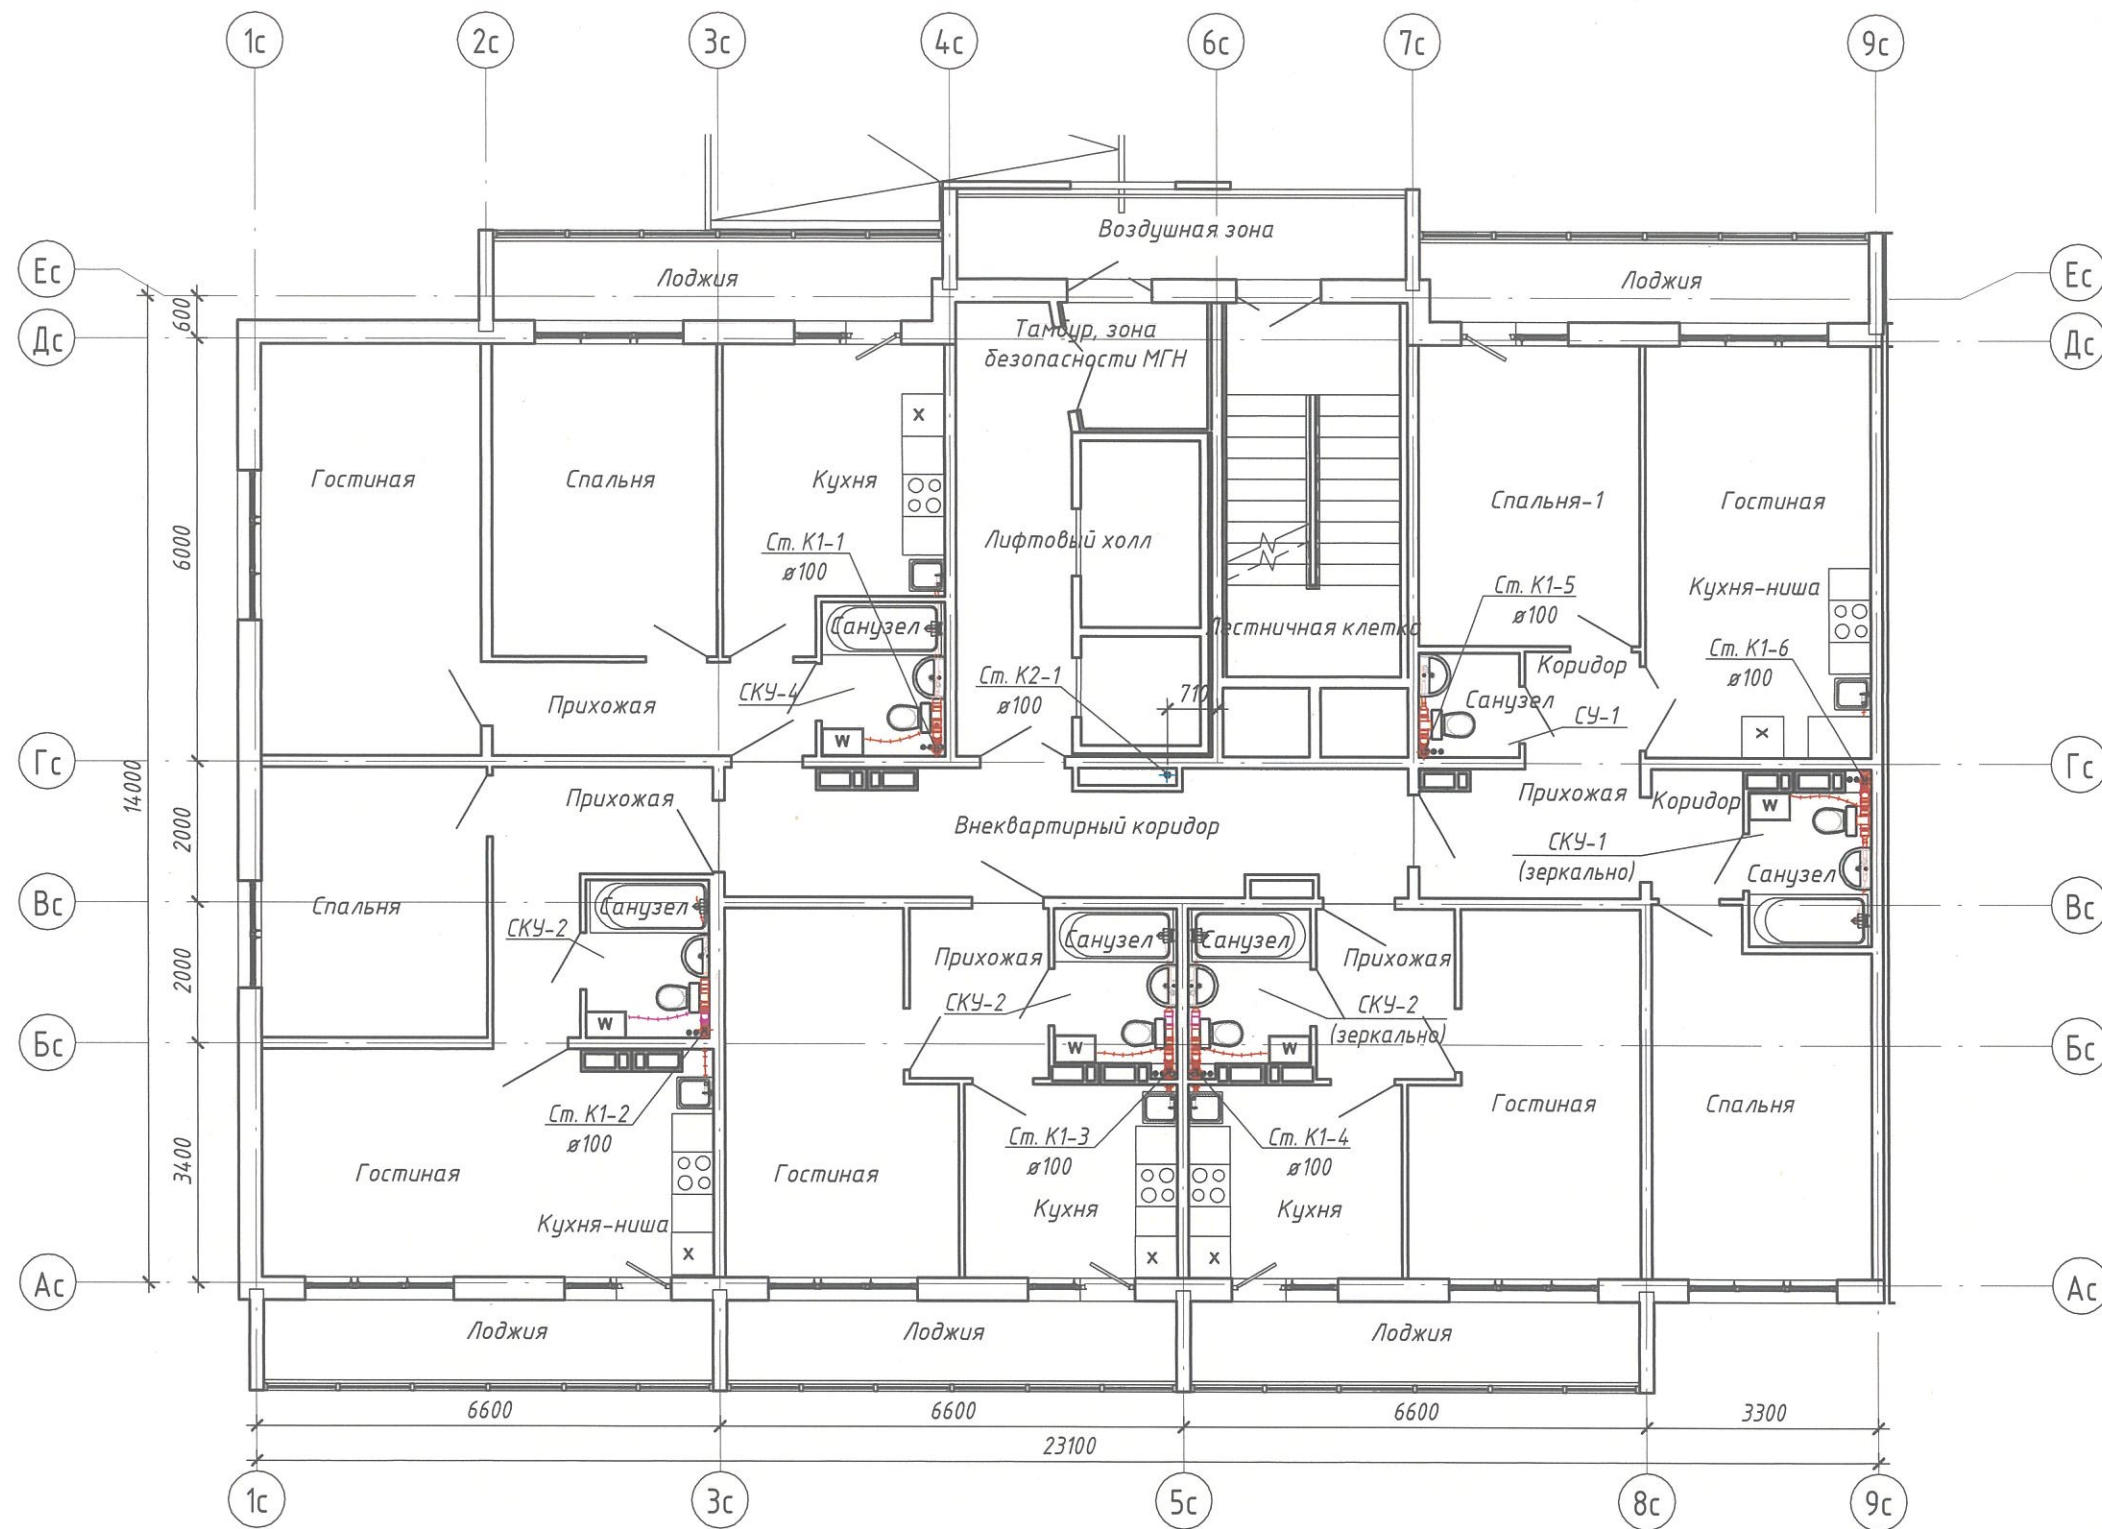 1с
2с
3с
4с
6с
7с
9с
Воздушная зона
Ес
Лоджия
Лоджия
Ес
600
Дс
Тамбур, зона
безопасности МГН
Дс
X
Гостиная
Спальня
Кухня
Спальня-1
Гостиная
6000
Ст. К1-1
ø100
Лифтовый холл
Ст. К1-5
ø100
Кухня-ниша
Санузел
Лестничная клетка
Ст. К1-6
ø100
Коридор
СКУ-4
Ст. К2-1
ø100
710
Санузел
СУ-1
Прихожая
W
X
Гс
Гс
14000
2000
Прихожая
Внеквартирный коридор
Прихожая
Коридор
W
СКУ-1
(зеркально)
Санузел
Вс
Спальня
Санузел
Вс
СКУ-2
2000
Прихожая
Санузел
Санузел
Прихожая
СКУ-2
СКУ-2
(зеркально)
W
Бс
W
W
Бс
Ст. К1-2
ø100
Ст. К1-3
ø100
Ст. К1-4
ø100
Гостиная
Спальня
3400
Гостиная
Гостиная
Кухня-ниша
Кухня
Кухня
X
X
X
Ас
Ас
Лоджия
Лоджия
Лоджия
6600
6600
6600
3300
23100
1с
3с
5с
8с
9с